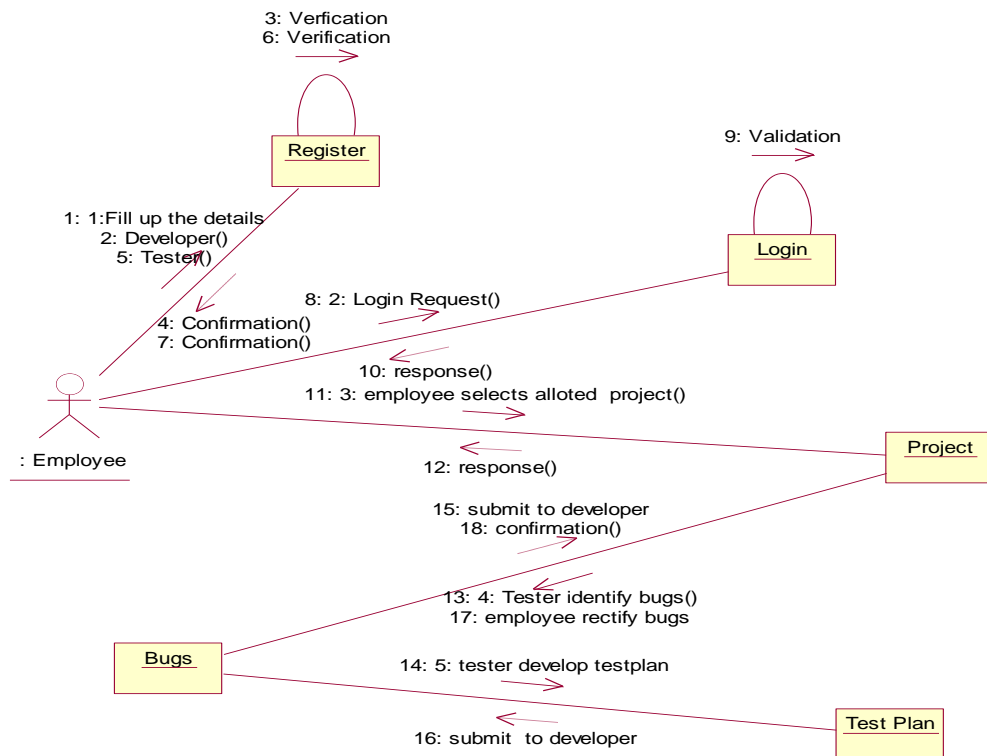 3: Verfication
6: Verification
Register
9: Validation
Login
1: 1:Fill up the details
2: Developer()
5: Tester()
4: Confirmation()
7: Confirmation()
8: 2: Login Request()
10: response()
11: 3: employee selects alloted project()
12: response()
: Employee
Project
15: submit to developer
18: confirmation()
13: 4: Tester identify bugs()
17: employee rectify bugs
Bugs
14: 5: tester develop testplan
16: submit to developer
Test Plan